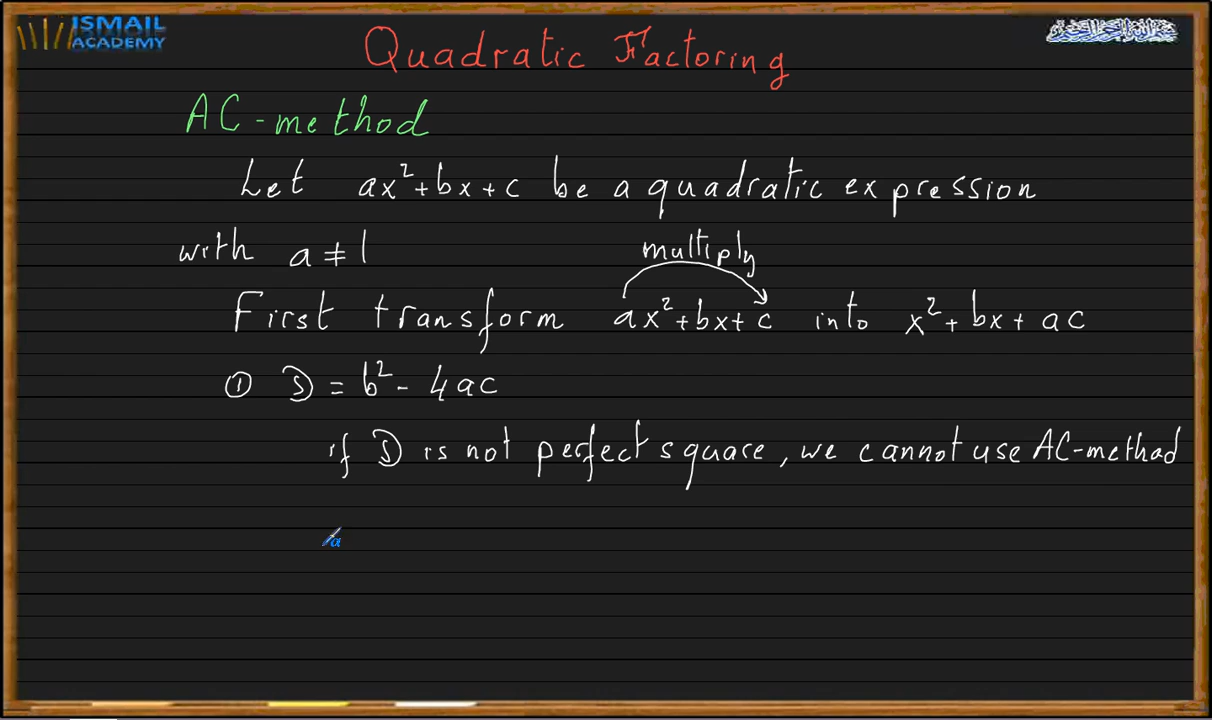 ISMAIL
ACADEMY
Quadratic Factoring
AC-method
Let ax²+bx+c be a quadratic expression
with a ≠ 1
multiply
First transform ax²+bx+c into x²+bx+ac
① D = b²-4ac
if D is not perfect square, we cannot use AC-method